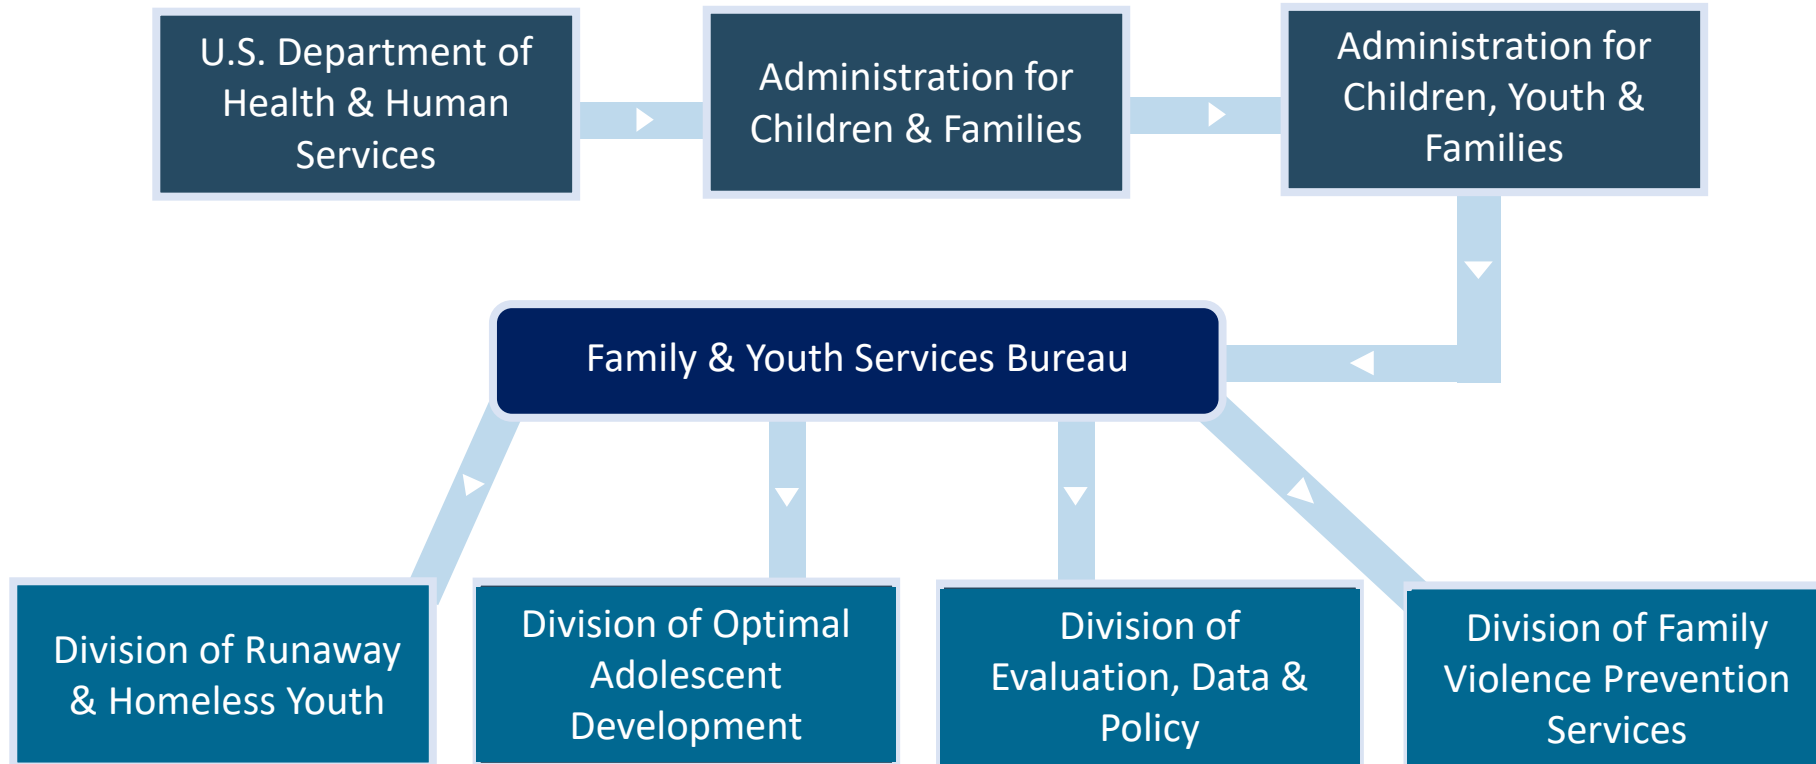 U.S. Department of
Health & Human
Services
Administration for
Children & Families
Administration for
Children, Youth &
Families
Family & Youth Services Bureau
Division of Runaway
& Homeless Youth
Division of Optimal
Adolescent
Development
Division of
Evaluation, Data &
Policy
Division of Family
Violence Prevention
Services